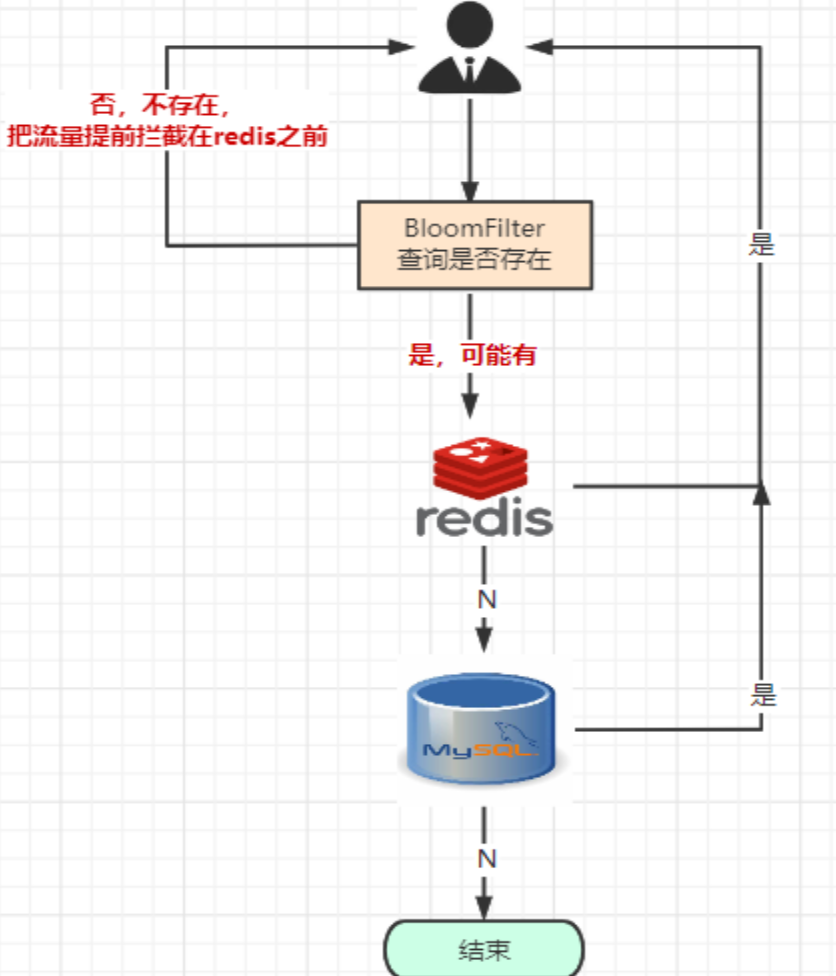 否，不存在，
把流量提前拦截在redis之前
BloomFilter
查询是否存在
是
是，可能有
redis
N
是
MySQL
N
结束